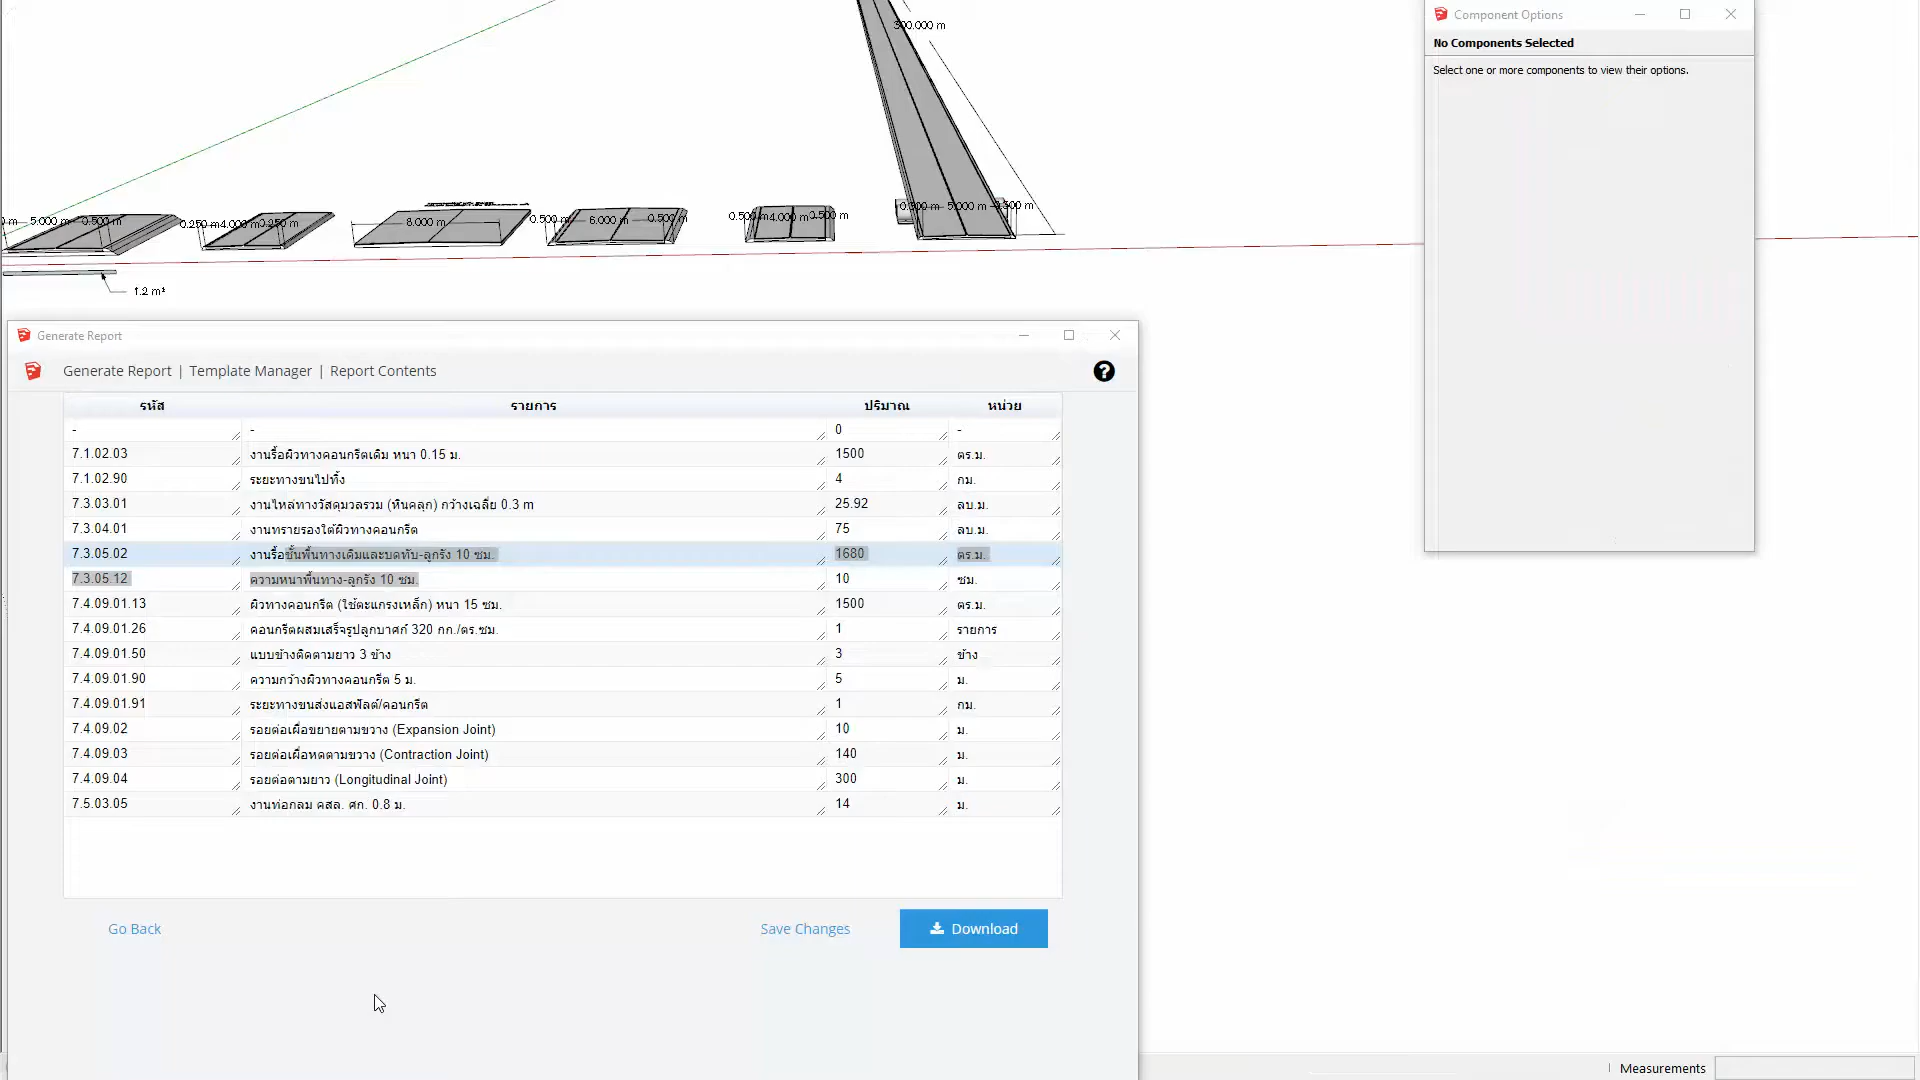 300.000 m
Component Options
No Components Selected
Select one or more components to view their options.
5.000 m 0.500 m 0.250 m 4.000 m 0.250 m 8.000 m 0.500 m 6.000 m 0.500 m 0.500 m 4.000 m 0.500 m 0.500 m 5.000 m 0.500 m
1.2 m²
Generate Report
Generate Report | Template Manager | Report Contents
รหัส รายการ ปริมาณ หน่วย
- - 0 -
7.1.02.03 งานรื้อผิวทางคอนกรีตเดิม หนา 0.15 ม. 1500 ตร.ม.
7.1.02.90 ระยะทางขนไปทิ้ง 4 กม.
7.3.03.01 งานไหล่ทางวัสดุมวลรวม (หินคลุก) กว้างเฉลี่ย 0.3 m 25.92 ลบ.ม.
7.3.04.01 งานทรายรองใต้ผิวทางคอนกรีต 75 ลบ.ม.
7.3.05.02 งานรื้อชั้นพื้นทางเดิมและบดทับ-ลูกรัง 10 ซม. 1680 ตร.ม.
7.3.05.12 ความหนาพื้นทาง-ลูกรัง 10 ซม. 10 ซม.
7.4.09.01.13 ผิวทางคอนกรีต (ใช้ตะแกรงเหล็ก) หนา 15 ซม. 1500 ตร.ม.
7.4.09.01.26 คอนกรีตผสมเสร็จรูปลูกบาศก์ 320 กก./ตร.ซม. 1 รายการ
7.4.09.01.50 แบบข้างติดตามยาว 3 ข้าง 3 ข้าง
7.4.09.01.90 ความกว้างผิวทางคอนกรีต 5 ม. 5 ม.
7.4.09.01.91 ระยะทางขนส่งแอสฟัลต์/คอนกรีต 1 กม.
7.4.09.02 รอยต่อเผื่อขยายตามขวาง (Expansion Joint) 10 ม.
7.4.09.03 รอยต่อเผื่อหดตามขวาง (Contraction Joint) 140 ม.
7.4.09.04 รอยต่อตามยาว (Longitudinal Joint) 300 ม.
7.5.03.05 งานท่อกลม คสล. ศก. 0.8 ม. 14 ม.
Go Back
Save Changes
Download
Measurements